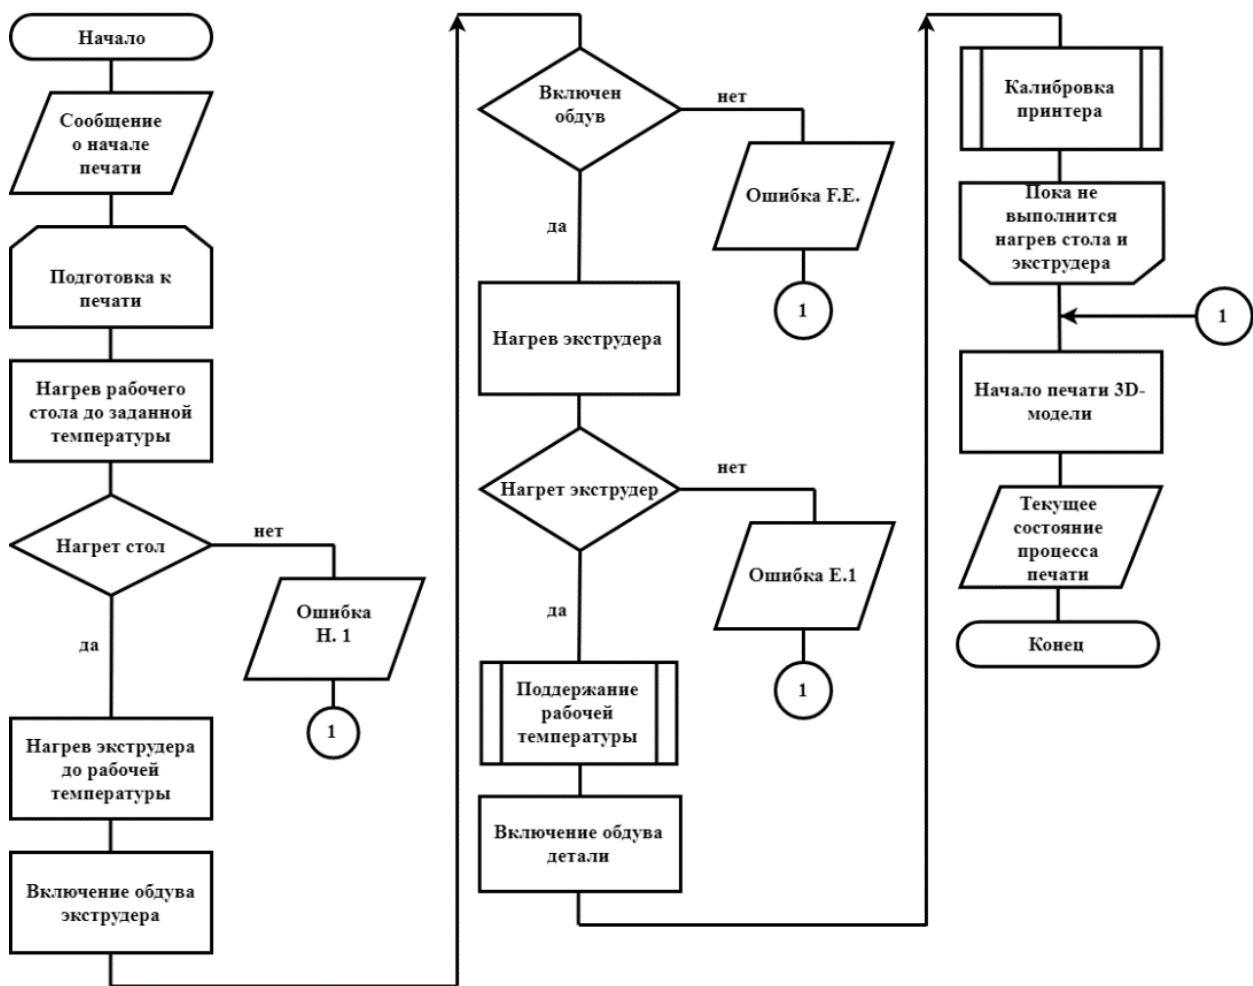 Начало
Сообщение
о начале
печати
Подготовка к
печати
Нагрев рабочего
стола до заданной
температуры
Нагрет стол
нет
Ошибка
Н. 1
1
да
Нагрев экструдера
до рабочей
температуры
Включение обдува
экструдера
Включен
обдув
нет
Ошибка F.E.
1
да
Нагрев экструдера
Нагрет экструдер
нет
Ошибка Е.1
1
да
Поддержание
рабочей
температуры
Включение обдува
детали
Калибровка
принтера
Пока не
выполнится
нагрев стола и
экструдера
1
Начало печати 3D-
модели
Текущее
состояние
процесса
печати
Конец